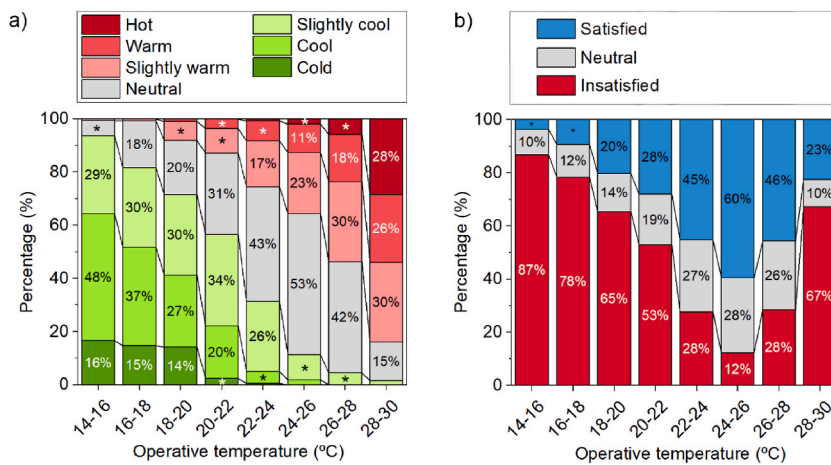 a)
Hot
Warm
Slightly warm
Neutral
Slightly cool
Cool
Cold
Percentage (%)
100
80
60
40
20
0
* 18% 20% 31% 43% 53% 42% 28%
29% 30% 30% 34% 26% * * 26%
48% 37% 27% 20% * 23% 30% 30%
16% 15% 14% * 17% 11% 18% 15%
* * * * * *
14-16 16-18 18-20 20-22 22-24 24-26 26-28 28-30
Operative temperature (ºC)
b)
Satisfied
Neutral
Insatisfied
Percentage (%)
100
80
60
40
20
0
* * 20% 28% 45% 60% 46% 23%
10% 12% 14% 19% 27% 28% 26% 10%
87% 78% 65% 53% 28% 12% 28% 67%
14-16 16-18 18-20 20-22 22-24 24-26 26-28 28-30
Operative temperature (ºC)